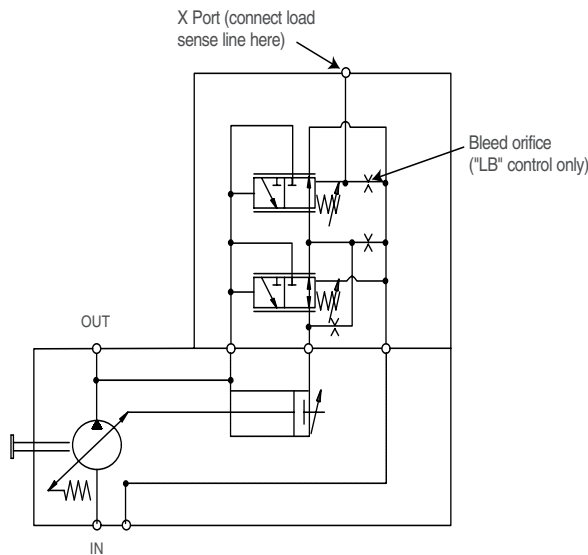 X Port (connect load
sense line here)
Bleed orifice
("LB" control only)
OUT
IN